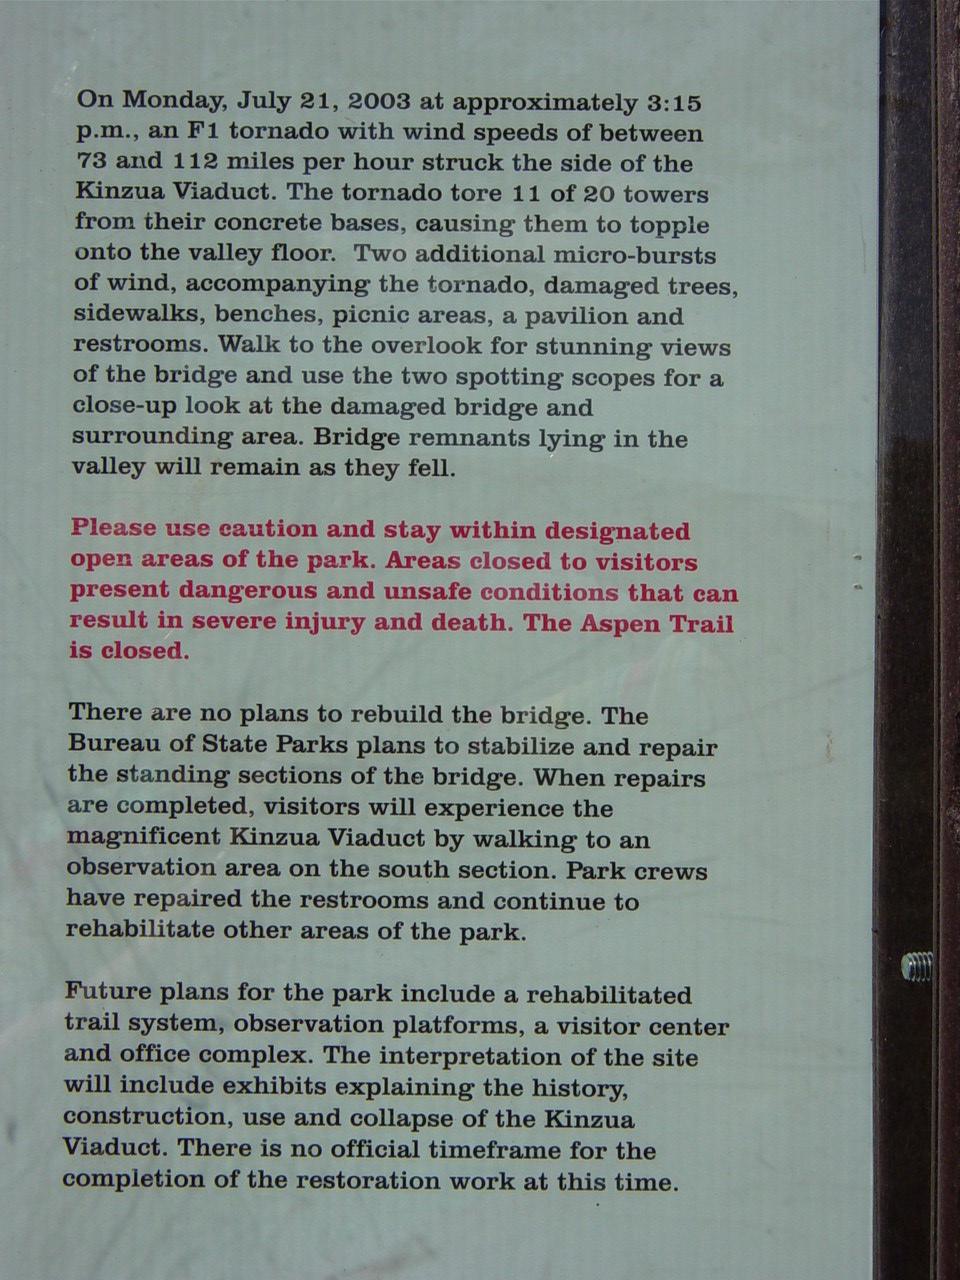 On Monday, July 21, 2003 at approximately 3:15
p.m., an F1 tornado with wind speeds of between
73 and 112 miles per hour struck the side of the
Kinzua Viaduct. The tornado tore 11 of 20 towers
from their concrete bases, causing them to topple
onto the valley floor.  Two additional micro-bursts
of wind, accompanying the tornado, damaged trees,
sidewalks, benches, picnic areas, a pavilion and
restrooms. Walk to the overlook for stunning views
of the bridge and use the two spotting scopes for a
close-up look at the damaged bridge and
surrounding area. Bridge remnants lying in the
valley will remain as they fell.
Please use caution and stay within designated
open areas of the park. Areas closed to visitors
present dangerous and unsafe conditions that can
result in severe injury and death. The Aspen Trail
is closed.
There are no plans to rebuild the bridge. The
Bureau of State Parks plans to stabilize and repair
the standing sections of the bridge. When repairs
are completed, visitors will experience the
magnificent Kinzua Viaduct by walking to an
observation area on the south section. Park crews
have repaired the restrooms and continue to
rehabilitate other areas of the park.
Future plans for the park include a rehabilitated
trail system, observation platforms, a visitor center
and office complex. The interpretation of the site
will include exhibits explaining the history,
construction, use and collapse of the Kinzua
Viaduct. There is no official timeframe for the
completion of the restoration work at this time.